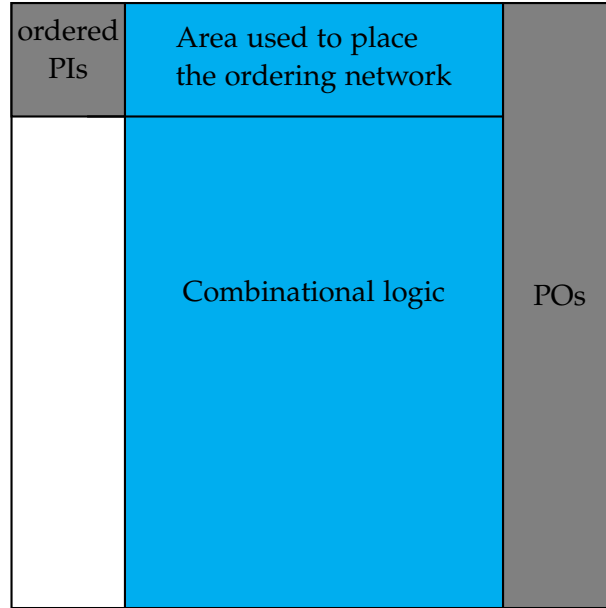 ordered
PIs
Area used to place
the ordering network
Combinational logic
POs